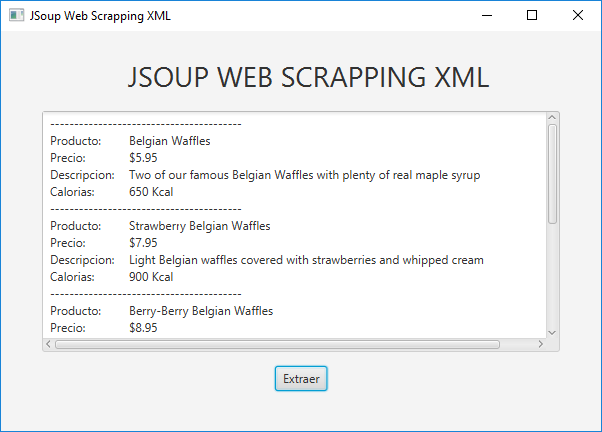 JSoup Web Scrapping XML
JSOUP WEB SCRAPPING XML
----------------------------------------
Producto: Belgian Waffles
Precio: $5.95
Descripcion: Two of our famous Belgian Waffles with plenty of real maple syrup
Calorias: 650 Kcal
----------------------------------------
Producto: Strawberry Belgian Waffles
Precio: $7.95
Descripcion: Light Belgian waffles covered with strawberries and whipped cream
Calorias: 900 Kcal
----------------------------------------
Producto: Berry-Berry Belgian Waffles
Precio: $8.95
Extraer